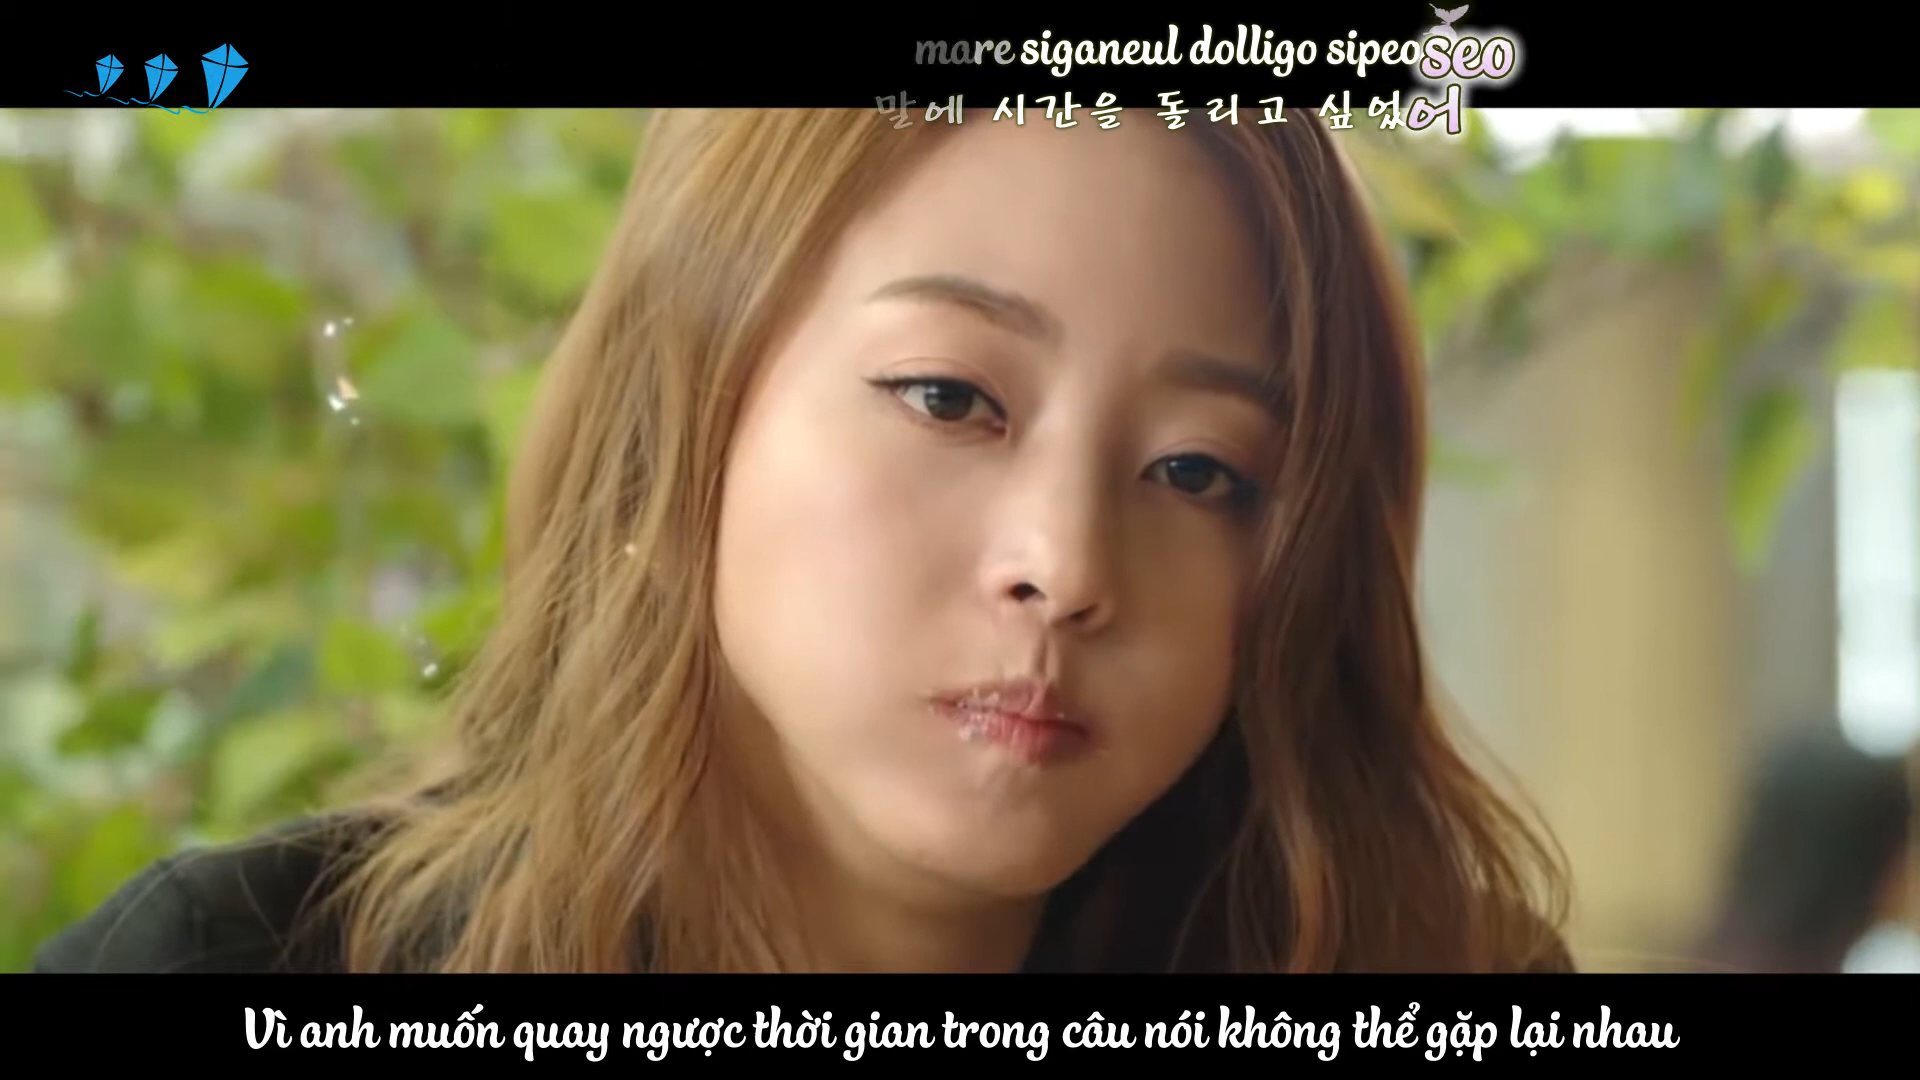 mare siganeul dolligo sipeoseo
말에 시간을 돌리고 싶었어
Vì anh muốn quay ngược thời gian trong câu nói không thể gặp lại nhau